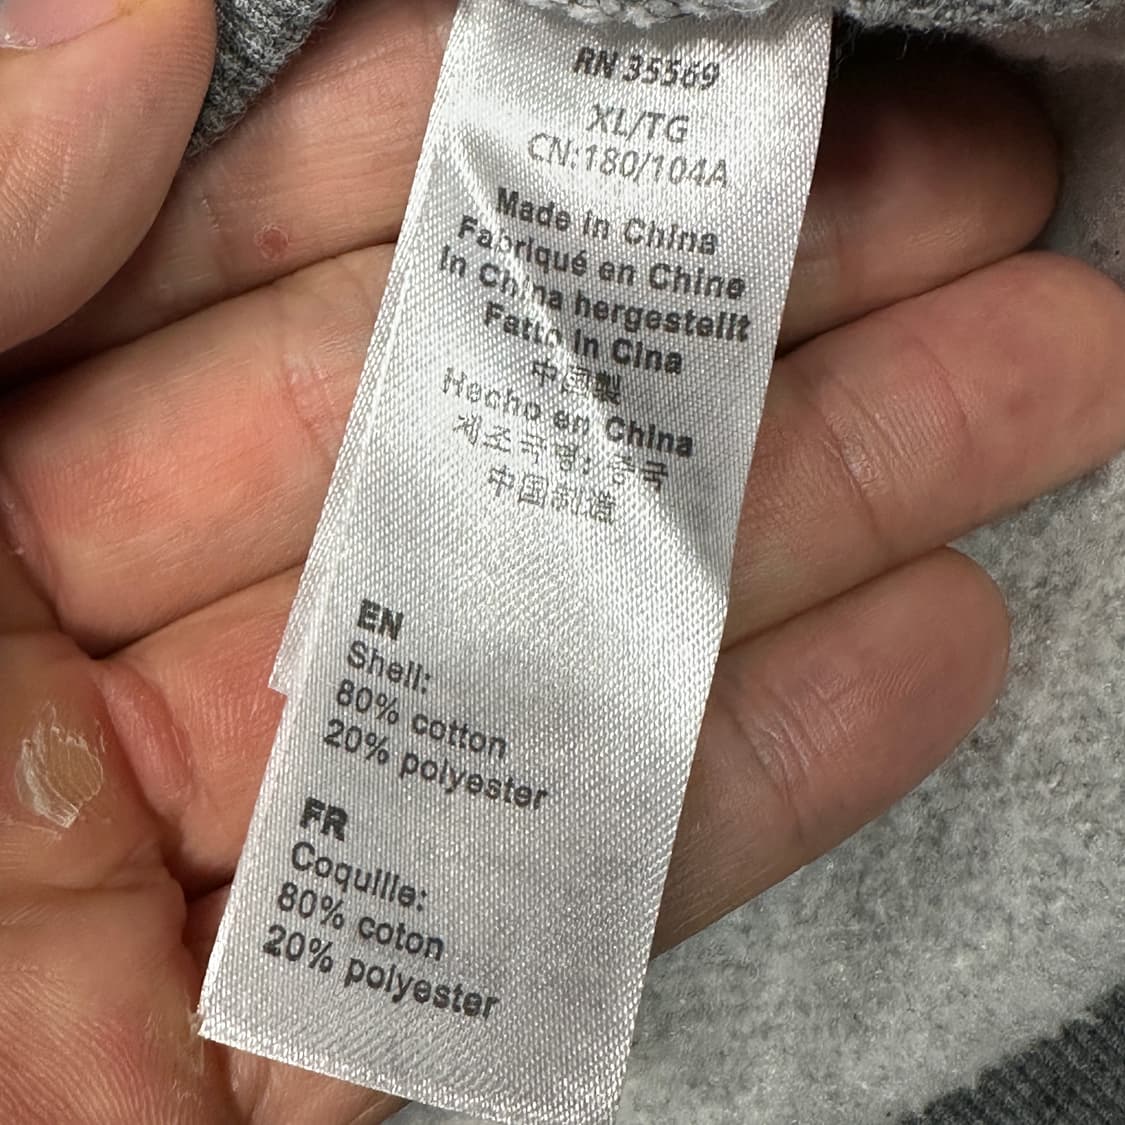 RN 35569
XL/TG
CN:180/104A
Made in China
Fabriqué en Chine
In China hergestellt
Fatto in Cina
中国製
Hecho en China
제조국명: 중국
中国制造
EN
Shell:
80% cotton
20% polyester
FR
Coquille:
80% coton
20% polyester